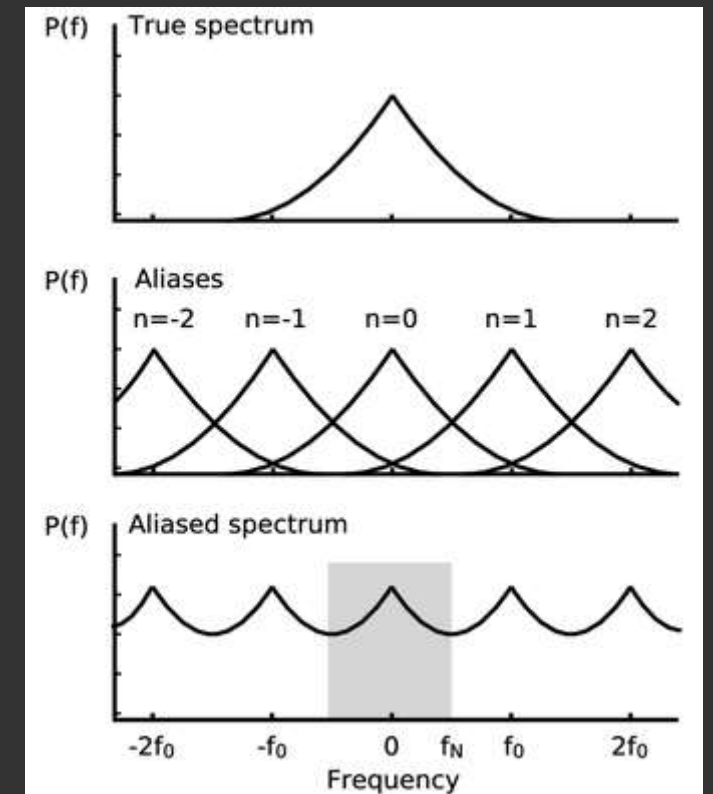 P(f) True spectrum
P(f) Aliases
n=-2 n=-1 n=0 n=1 n=2
P(f) Aliased spectrum
-2f₀ -f₀ 0 f_N f₀ 2f₀
Frequency